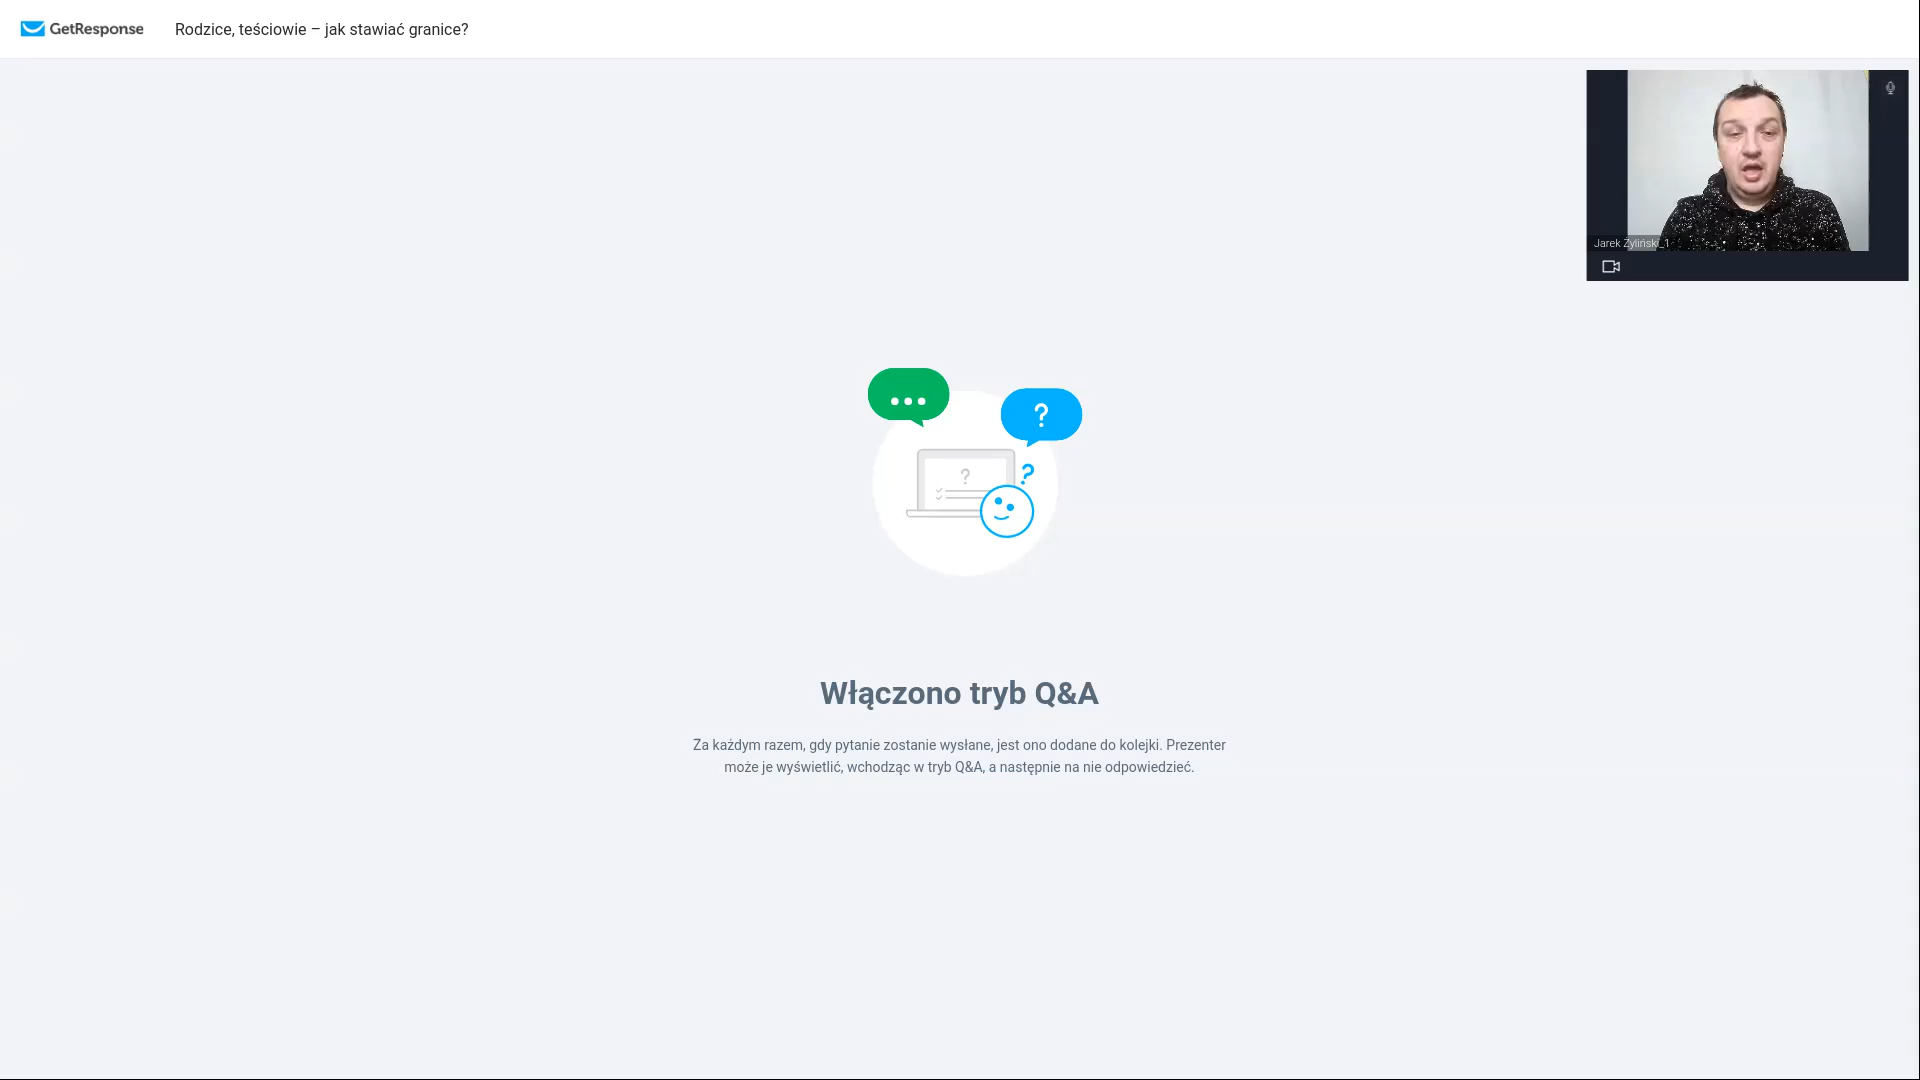 GetResponse
Rodzice, teściowie – jak stawiać granice?
Jarek Żyliński_1
Włączono tryb Q&A
Za każdym razem, gdy pytanie zostanie wysłane, jest ono dodane do kolejki. Prezenter
może je wyświetlić, wchodząc w tryb Q&A, a następnie na nie odpowiedzieć.